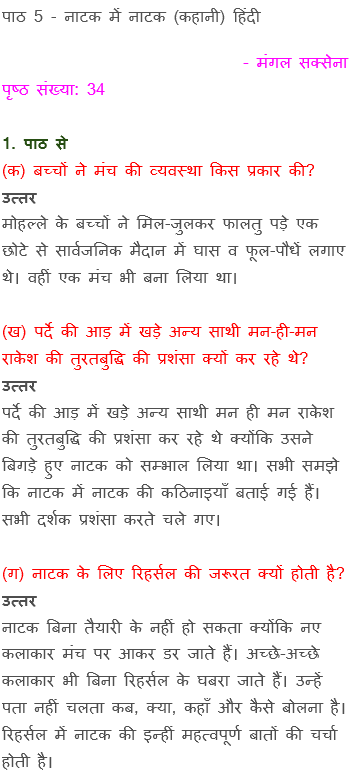 पाठ 5 - नाटक में नाटक (कहानी) हिंदी
- मंगल सक्सेना
पृष्ठ संख्या: 34
1. पाठ से
(क) बच्चों ने मंच की व्यवस्था किस प्रकार की?
उत्तर
मोहल्ले के बच्चों ने मिल-जुलकर फालतु पड़े एक
छोटे से सार्वजनिक मैदान में घास व फूल-पौधें लगाए
थे। वहीं एक मंच भी बना लिया था।
(ख) पर्दे की आड़ में खड़े अन्य साथी मन-ही-मन
राकेश की तुरतबुद्धि की प्रशंसा क्यों कर रहे थे?
उत्तर
पर्दे की आड़ में खड़े अन्य साथी मन ही मन राकेश
की तुरतबुद्धि की प्रशंसा कर रहे थे क्योंकि उसने
बिगड़े हुए नाटक को सम्भाल लिया था। सभी समझे
कि नाटक में नाटक की कठिनाइयाँ बताई गई हैं।
सभी दर्शक प्रशंसा करते चले गए।
(ग) नाटक के लिए रिहर्सल की जरूरत क्यों होती है?
उत्तर
नाटक बिना तैयारी के नहीं हो सकता क्योंकि नए
कलाकार मंच पर आकर डर जाते हैं। अच्छे-अच्छे
कलाकार भी बिना रिहर्सल के घबरा जाते हैं। उन्हें
पता नहीं चलता कब, क्या, कहाँ और कैसे बोलना है।
रिहर्सल में नाटक की इन्हीं महत्वपूर्ण बातों की चर्चा
होती है।